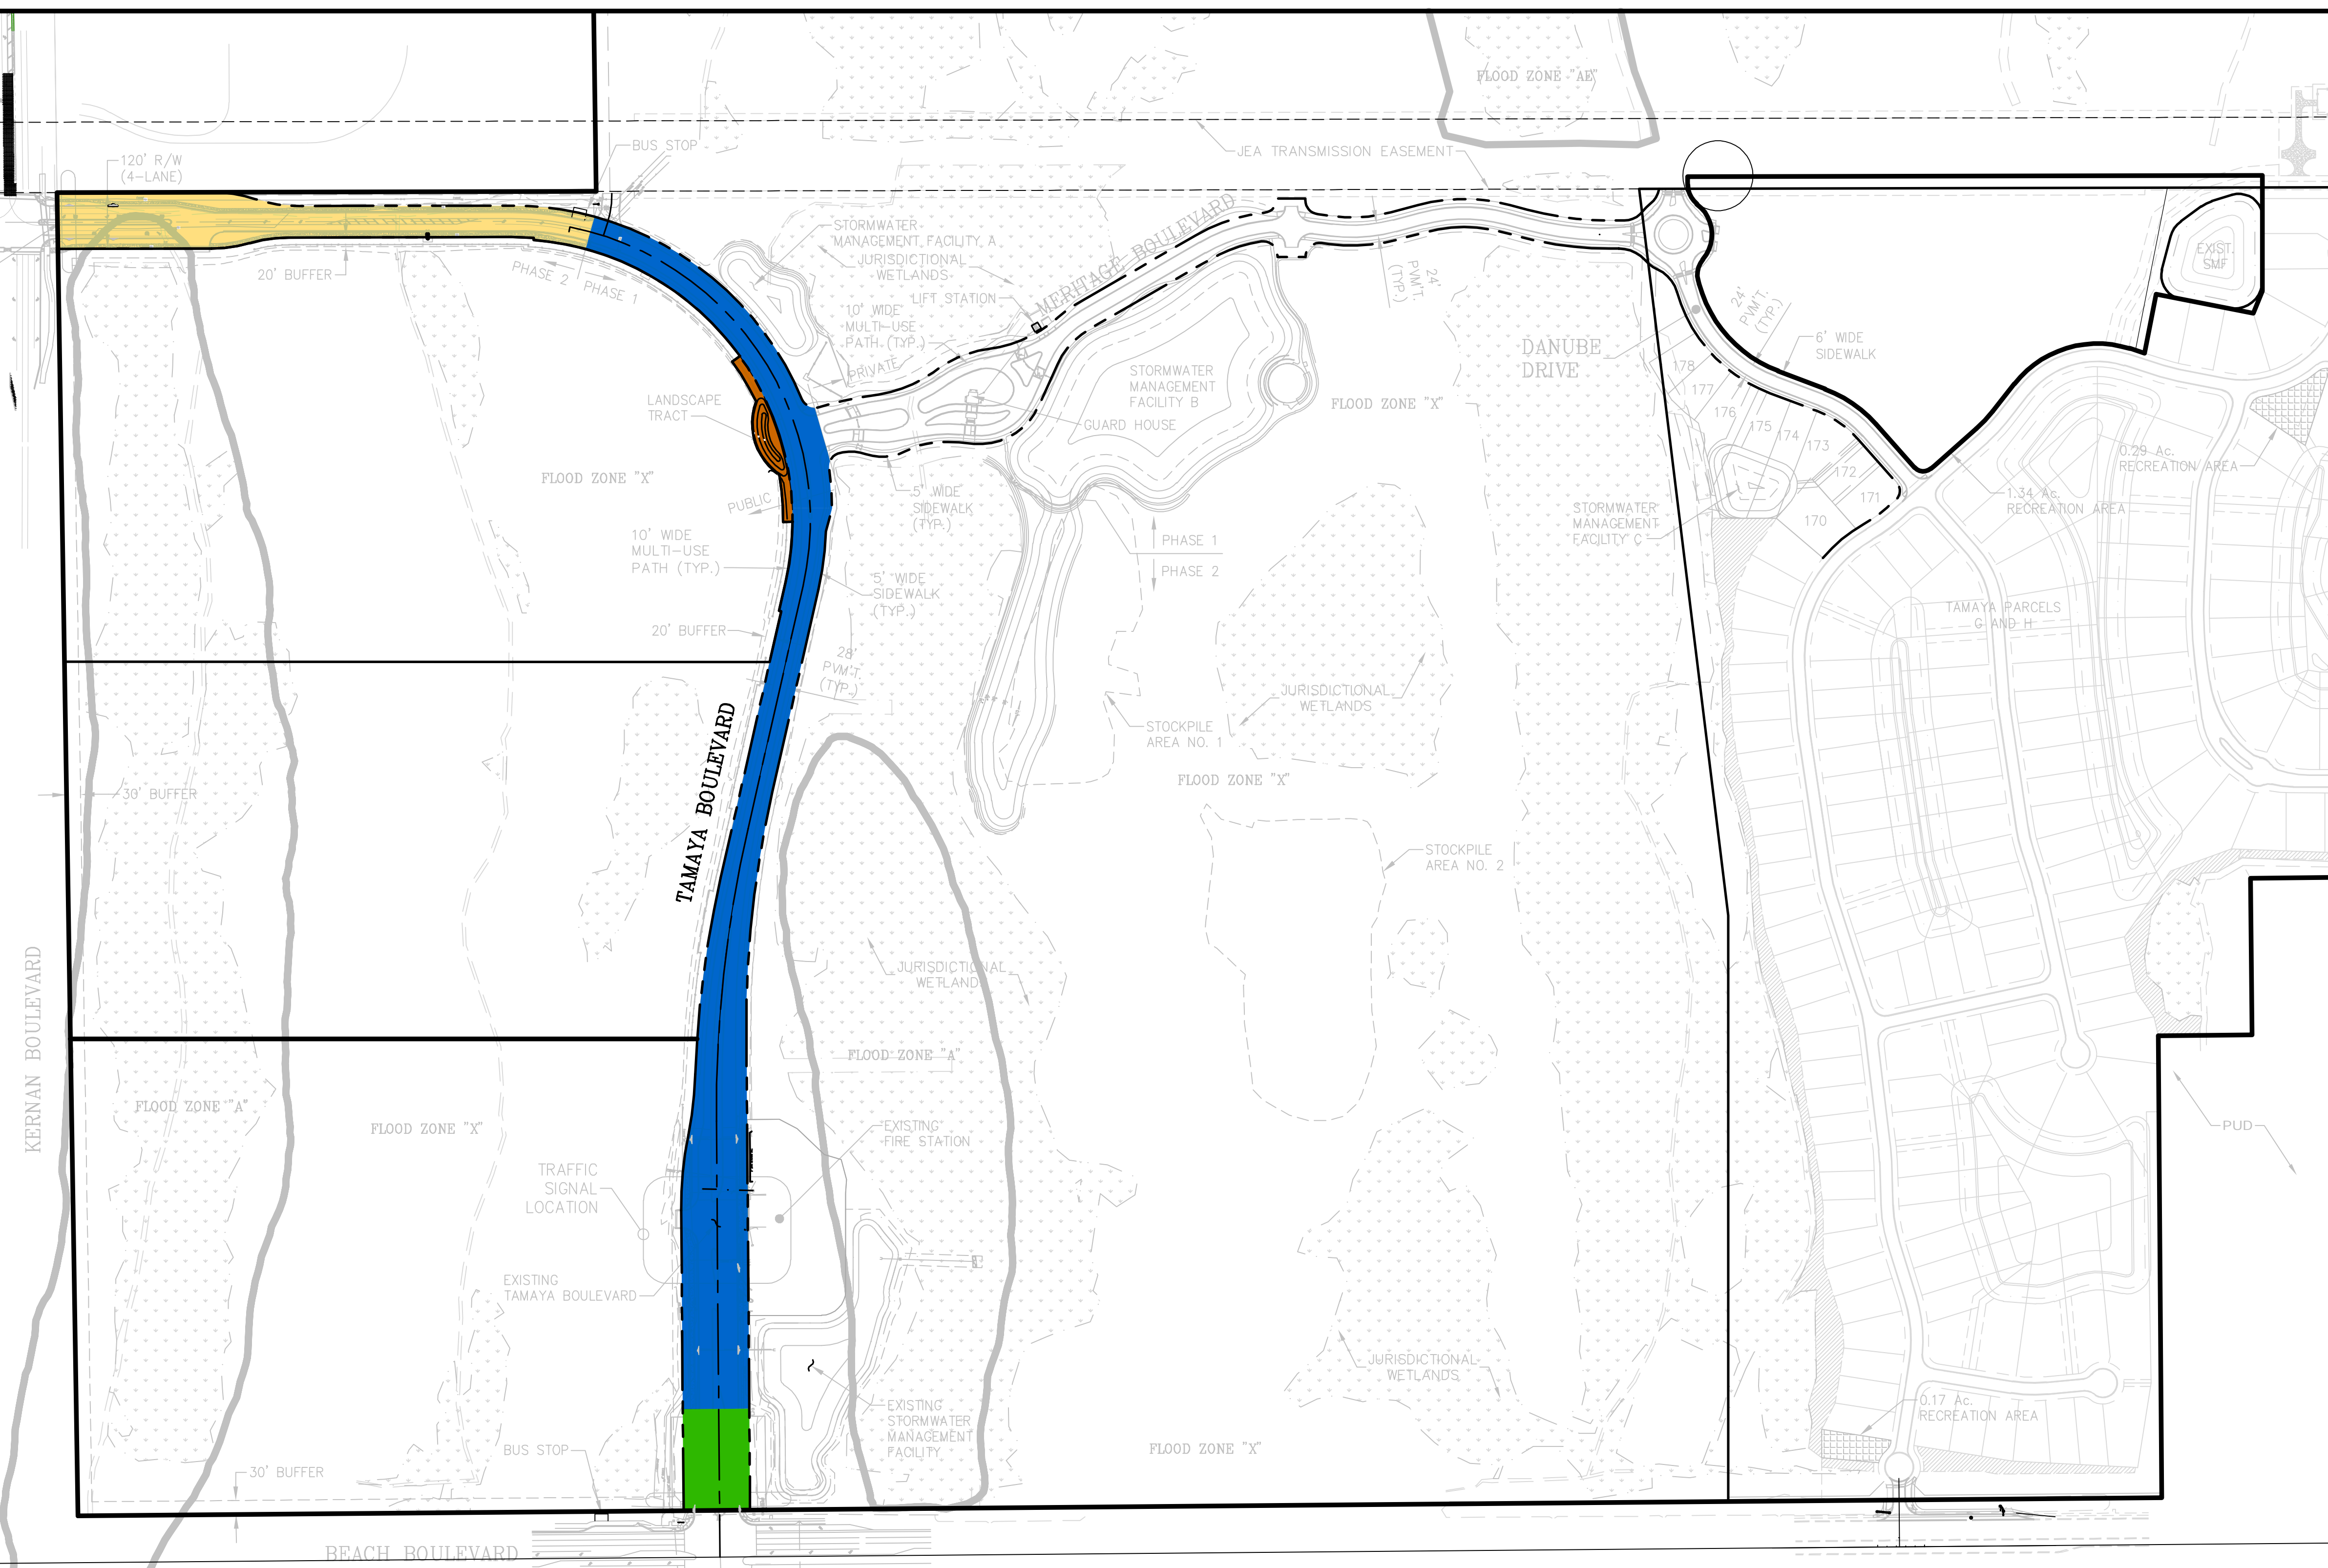 FLOOD ZONE "AE"
BUS STOP
120' R/W
(4-LANE)
JEA TRANSMISSION EASEMENT
STORMWATER
MANAGEMENT FACILITY A
JURISDICTIONAL
WETLANDS
MERITAGE BOULEVARD
20' BUFFER
PHASE 2
PHASE 1
LIFT STATION
24'
PVM'T
(TYP.)
24'
PVM'T.
(TYP.)
EXIST.
SMF
10' WIDE
MULTI-USE
PATH (TYP.)
PRIVATE
6' WIDE
SIDEWALK
DANUBE
DRIVE
STORMWATER
MANAGEMENT
FACILITY B
LANDSCAPE
TRACT
FLOOD ZONE "X"
GUARD HOUSE
178
177
176
175
174
173
172
171
170
0.29 Ac.
RECREATION AREA
FLOOD ZONE "X"
PUBLIC
5' WIDE
SIDEWALK
(TYP.)
1.34 Ac.
RECREATION AREA
STORMWATER
MANAGEMENT
FACILITY C
10' WIDE
MULTI-USE
PATH (TYP.)
PHASE 1
PHASE 2
5' WIDE
SIDEWALK
(TYP.)
TAMAYA PARCELS
G AND H
20' BUFFER
28'
PVM'T.
(TYP.)
JURISDICTIONAL
WETLANDS
STOCKPILE
AREA NO. 1
TAMAYA BOULEVARD
FLOOD ZONE "X"
30' BUFFER
STOCKPILE
AREA NO. 2
KERNAN BOULEVARD
JURISDICTIONAL
WETLAND
FLOOD ZONE "A"
FLOOD ZONE "A"
FLOOD ZONE "X"
EXISTING
FIRE STATION
PUD
TRAFFIC
SIGNAL
LOCATION
EXISTING
TAMAYA BOULEVARD
JURISDICTIONAL
WETLANDS
EXISTING
STORMWATER
MANAGEMENT
FACILITY
0.17 Ac.
RECREATION AREA
BUS STOP
FLOOD ZONE "X"
30' BUFFER
BEACH BOULEVARD